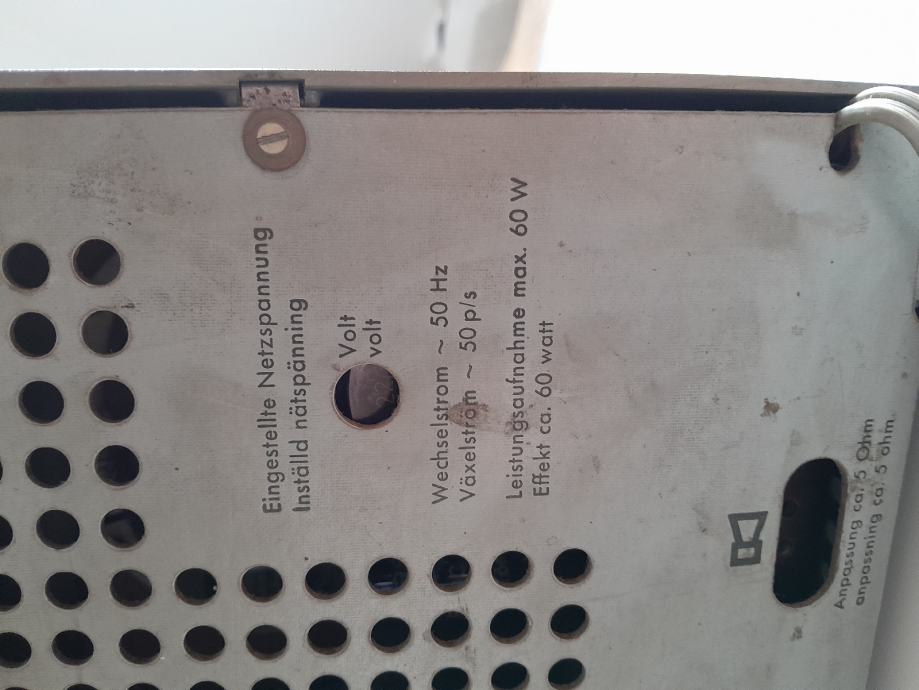 Eingestellte Netzspannung
Inställd nätspänning
220 Volt
volt
Wechselstrom ~ 50 Hz
Växelström ~ 50 p/s
Leistungsaufnahme max. 60 W
Effekt ca. 60 watt
Anpassung ca. 5 Ohm
anpassning ca. 5 ohm